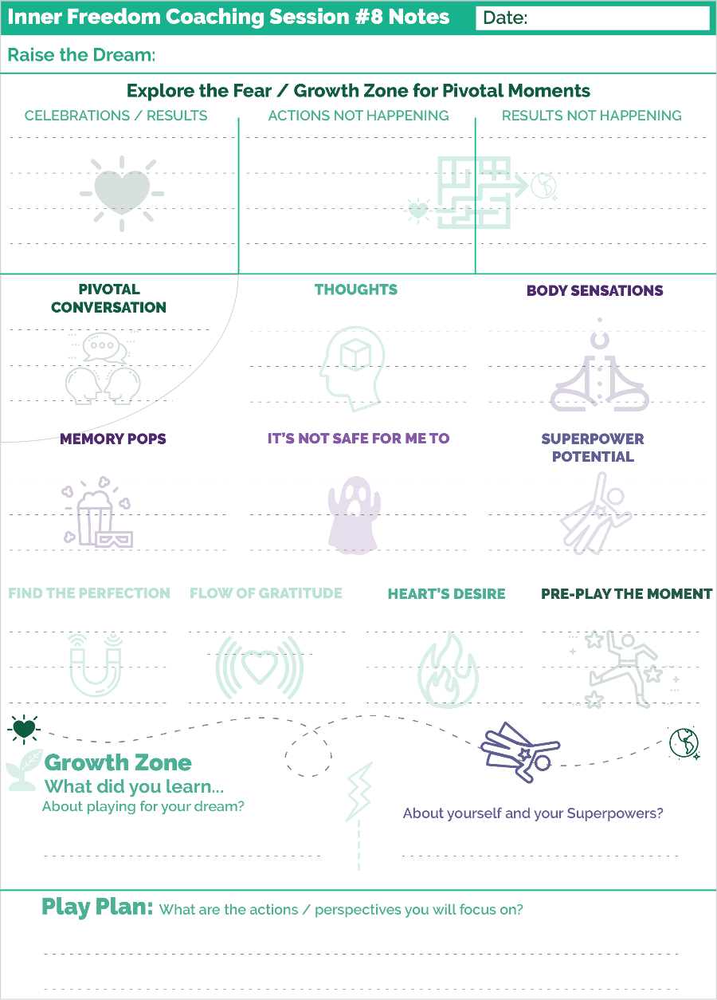 Inner Freedom Coaching Session #8 Notes
Date:
Raise the Dream:
Explore the Fear / Growth Zone for Pivotal Moments
CELEBRATIONS / RESULTS
ACTIONS NOT HAPPENING
RESULTS NOT HAPPENING
PIVOTAL
CONVERSATION
THOUGHTS
BODY SENSATIONS
MEMORY POPS
IT'S NOT SAFE FOR ME TO
SUPERPOWER
POTENTIAL
FIND THE PERFECTION
FLOW OF GRATITUDE
HEART'S DESIRE
PRE-PLAY THE MOMENT
Growth Zone
What did you learn...
About playing for your dream?
About yourself and your Superpowers?
Play Plan: What are the actions / perspectives you will focus on?